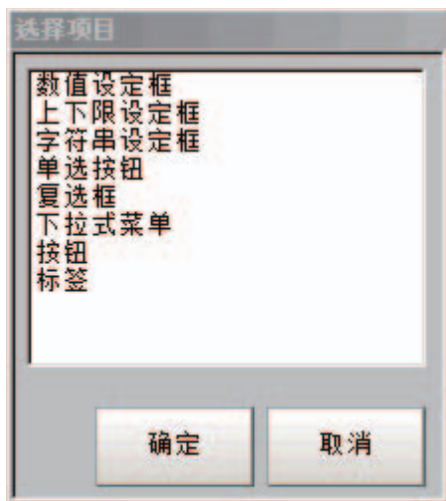 选择项目
数值设定框
上下限设定框
字符串设定框
单选按钮
复选框
下拉式菜单
按钮
标签
确定
取消